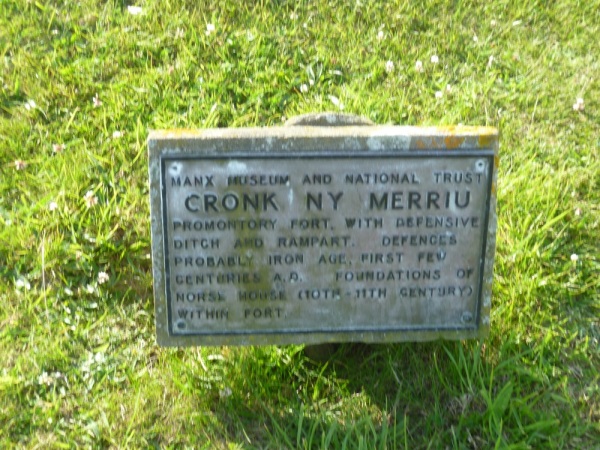 MANX MUSEUM AND NATIONAL TRUST
CRONK NY MERRIU
PROMONTORY FORT, WITH DEFENSIVE
DITCH AND RAMPART. DEFENCES
PROBABLY IRON AGE, FIRST FEW
CENTURIES A.D. FOUNDATIONS OF
NORSE HOUSE (10TH-11TH CENTURY)
WITHIN FORT.